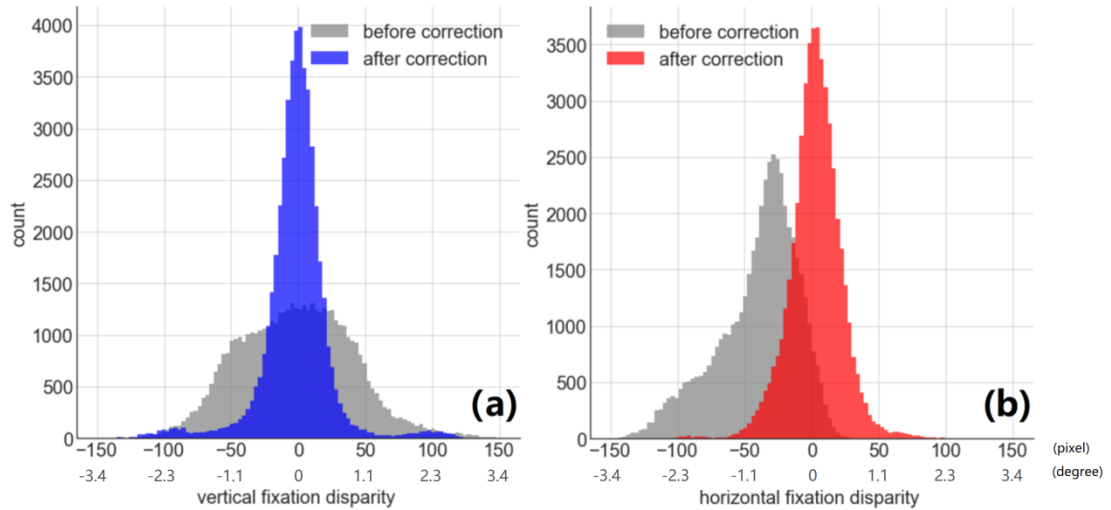 before correction
after correction
4000
3500
3000
2500
2000
1500
1000
500
0
count
(a)
−150 −100 −50 0 50 100 150
-3.4 -2.3 -1.1 0 1.1 2.3 3.4
vertical fixation disparity
before correction
after correction
3500
3000
2500
2000
1500
1000
500
0
count
(b)
−150 −100 −50 0 50 100 150 (pixel)
-3.4 -2.3 -1.1 0 1.1 2.3 3.4 (degree)
horizontal fixation disparity